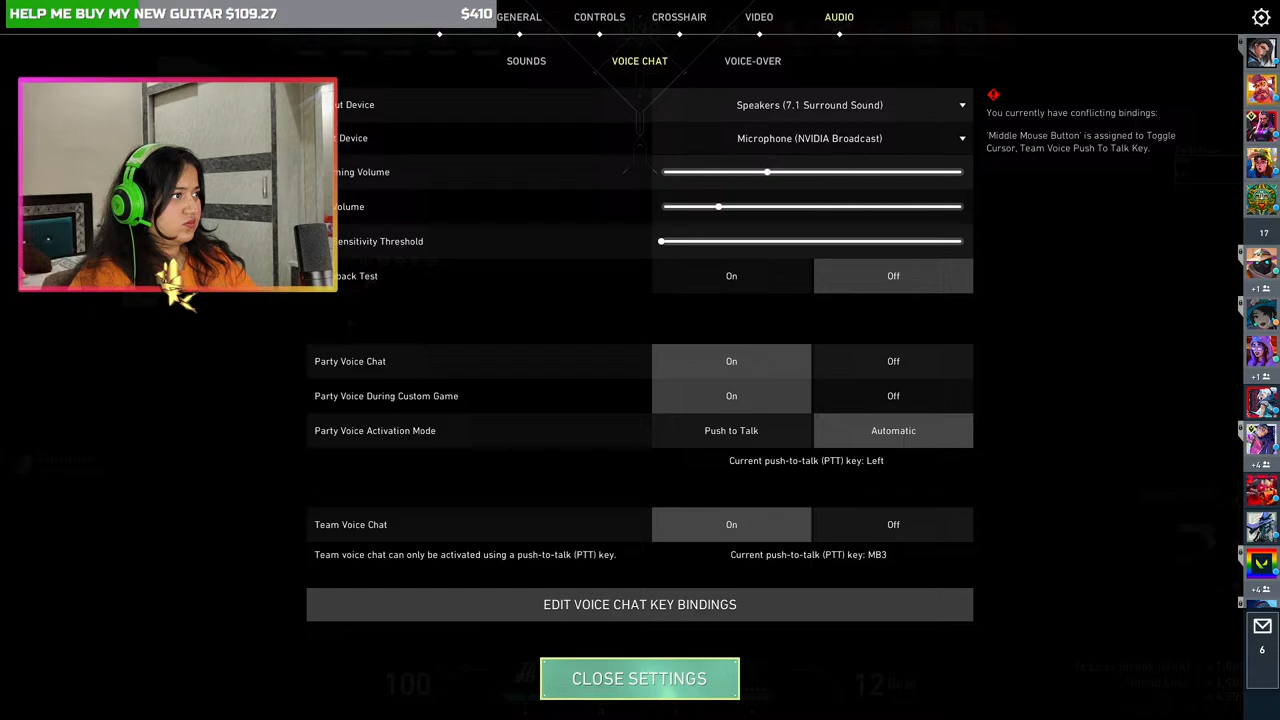 HELP ME BUY MY NEW GUITAR $109.27
$410
GENERAL
CONTROLS
CROSSHAIR
VIDEO
AUDIO
SOUNDS
VOICE CHAT
VOICE-OVER
ut Device
Speakers (7.1 Surround Sound)
t Device
Microphone (NVIDIA Broadcast)
ming Volume
olume
ensitivity Threshold
back Test
On
Off
You currently have conflicting bindings:
'Middle Mouse Button' is assigned to Toggle
Cursor, Team Voice Push To Talk Key.
Party Voice Chat
On
Off
Party Voice During Custom Game
On
Off
Party Voice Activation Mode
Push to Talk
Automatic
Current push-to-talk (PTT) key: Left
Team Voice Chat
On
Off
Team voice chat can only be activated using a push-to-talk (PTT) key.
Current push-to-talk (PTT) key: MB3
EDIT VOICE CHAT KEY BINDINGS
CLOSE SETTINGS
100
12
17
+1
+1
+4
+4
6